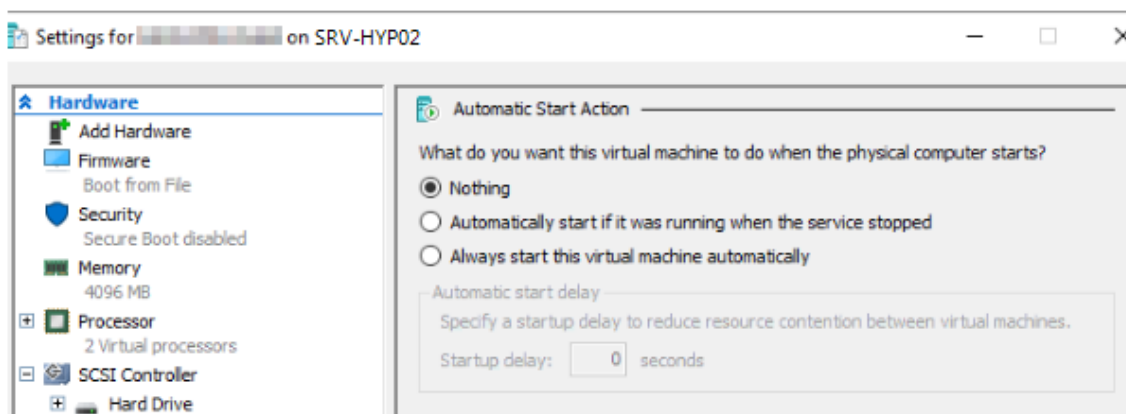 Settings for on SRV-HYP02
Hardware
Add Hardware
Firmware
Boot from File
Security
Secure Boot disabled
Memory
4096 MB
Processor
2 Virtual processors
SCSI Controller
Hard Drive
Automatic Start Action
What do you want this virtual machine to do when the physical computer starts?
Nothing
Automatically start if it was running when the service stopped
Always start this virtual machine automatically
Automatic start delay
Specify a startup delay to reduce resource contention between virtual machines.
Startup delay: 0 seconds